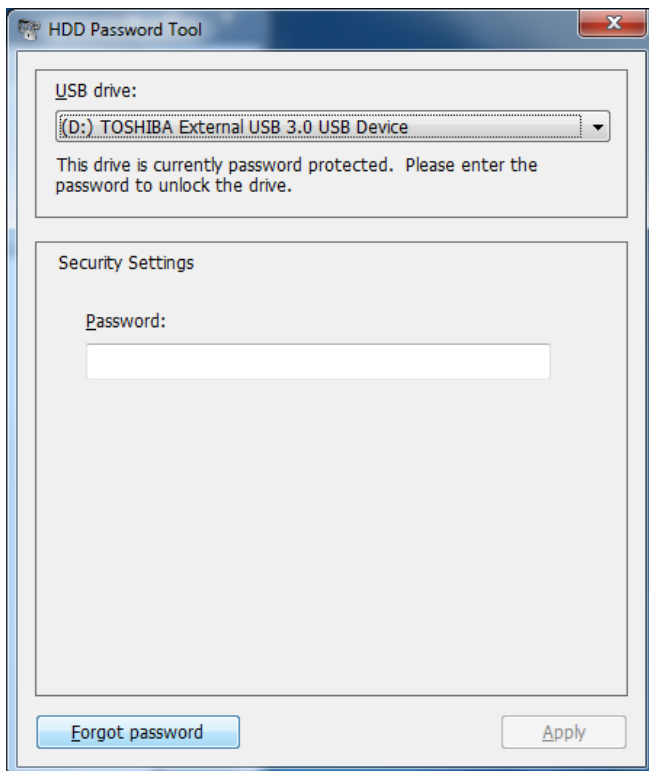 HDD Password Tool
USB drive:
(D:) TOSHIBA External USB 3.0 USB Device
This drive is currently password protected.  Please enter the
password to unlock the drive.
Security Settings
Password:
Forgot password
Apply